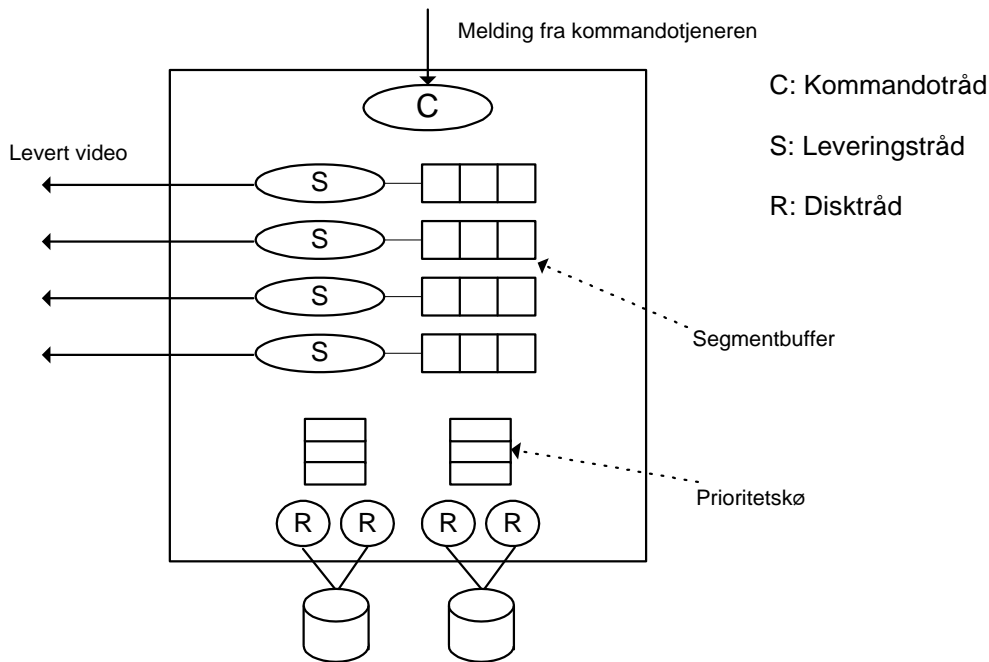 Melding fra kommandotjeneren
C
C: Kommandotråd
S: Leveringstråd
R: Disktråd
Levert video
S
S
S
S
Segmentbuffer
Prioritetskø
R R R R